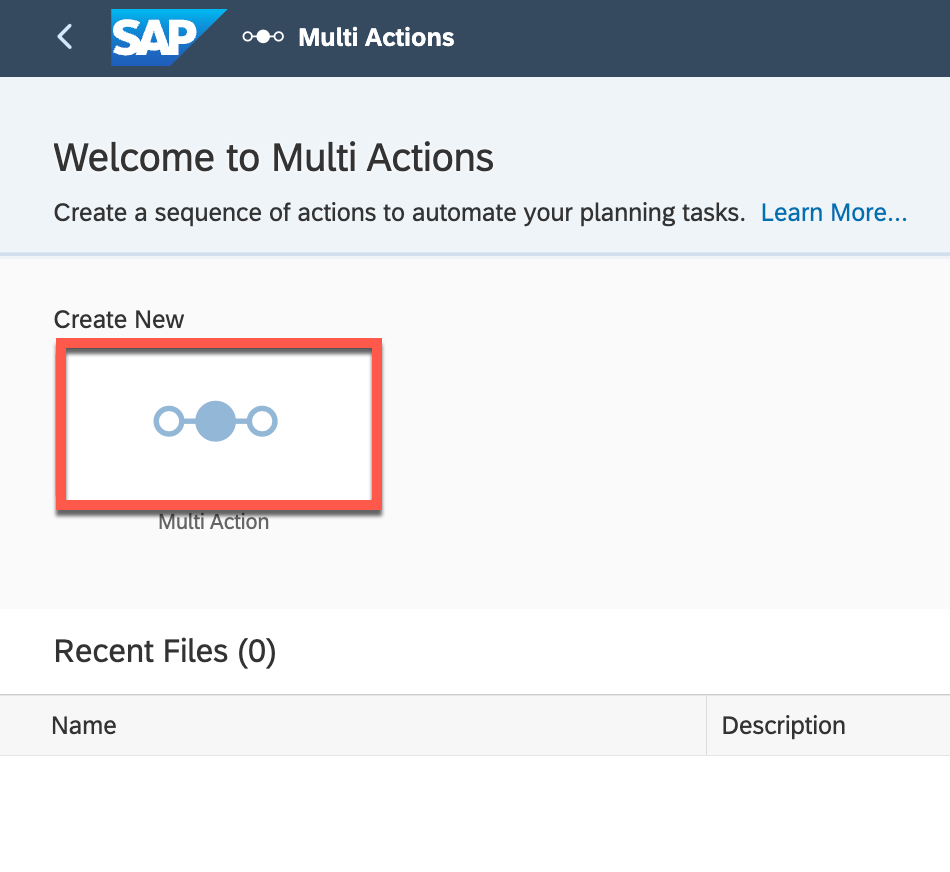 SAP Multi Actions
Welcome to Multi Actions
Create a sequence of actions to automate your planning tasks. Learn More...
Create New
Multi Action
Recent Files (0)
Name Description